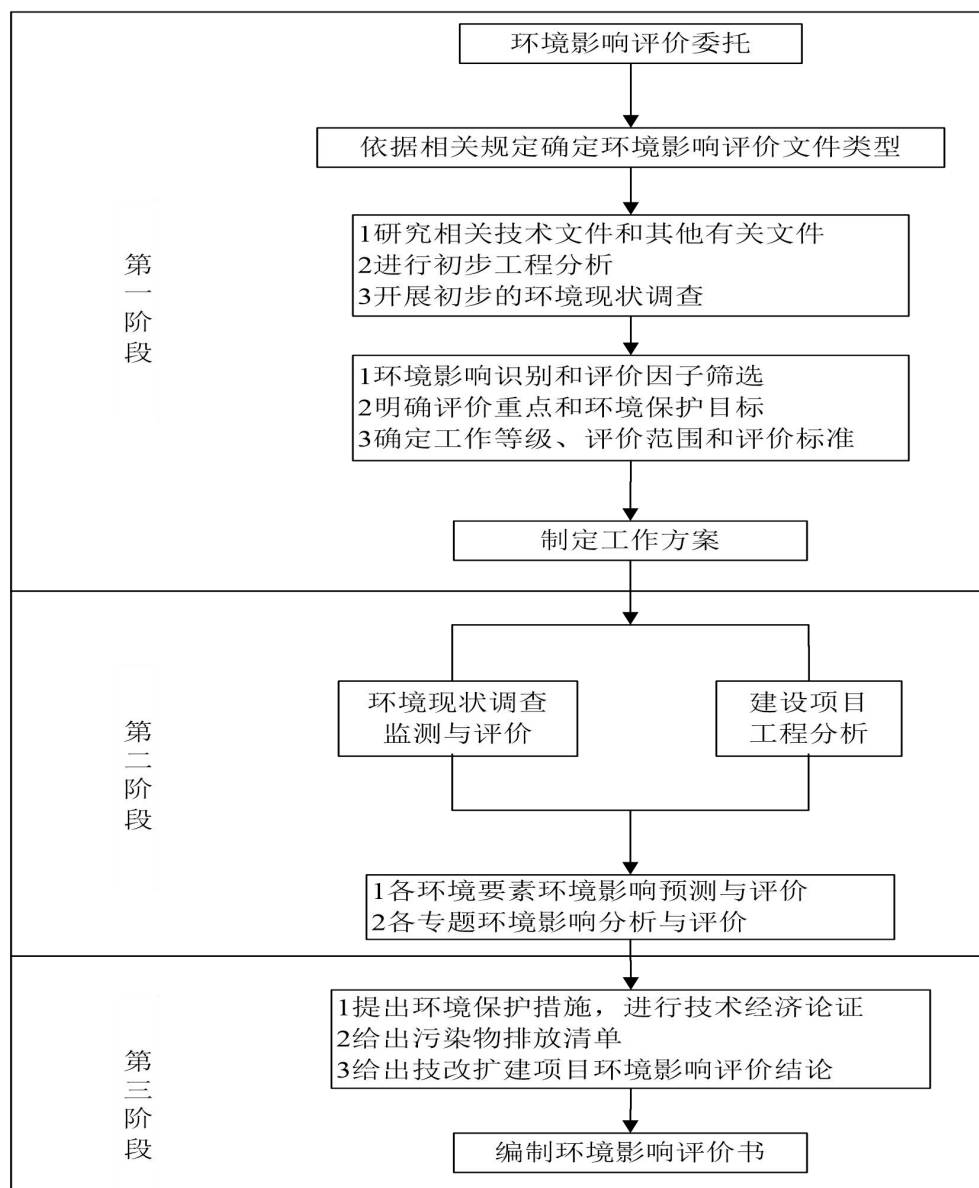 环境影响评价委托
依据相关规定确定环境影响评价文件类型
1研究相关技术文件和其他有关文件
2进行初步工程分析
3开展初步的环境现状调查
第一阶段
1环境影响识别和评价因子筛选
2明确评价重点和环境保护目标
3确定工作等级、评价范围和评价标准
制定工作方案
第二阶段
环境现状调查
监测与评价
建设项目
工程分析
1各环境要素环境影响预测与评价
2各专题环境影响分析与评价
第三阶段
1提出环境保护措施，进行技术经济论证
2给出污染物排放清单
3给出技改扩建项目环境影响评价结论
编制环境影响评价书